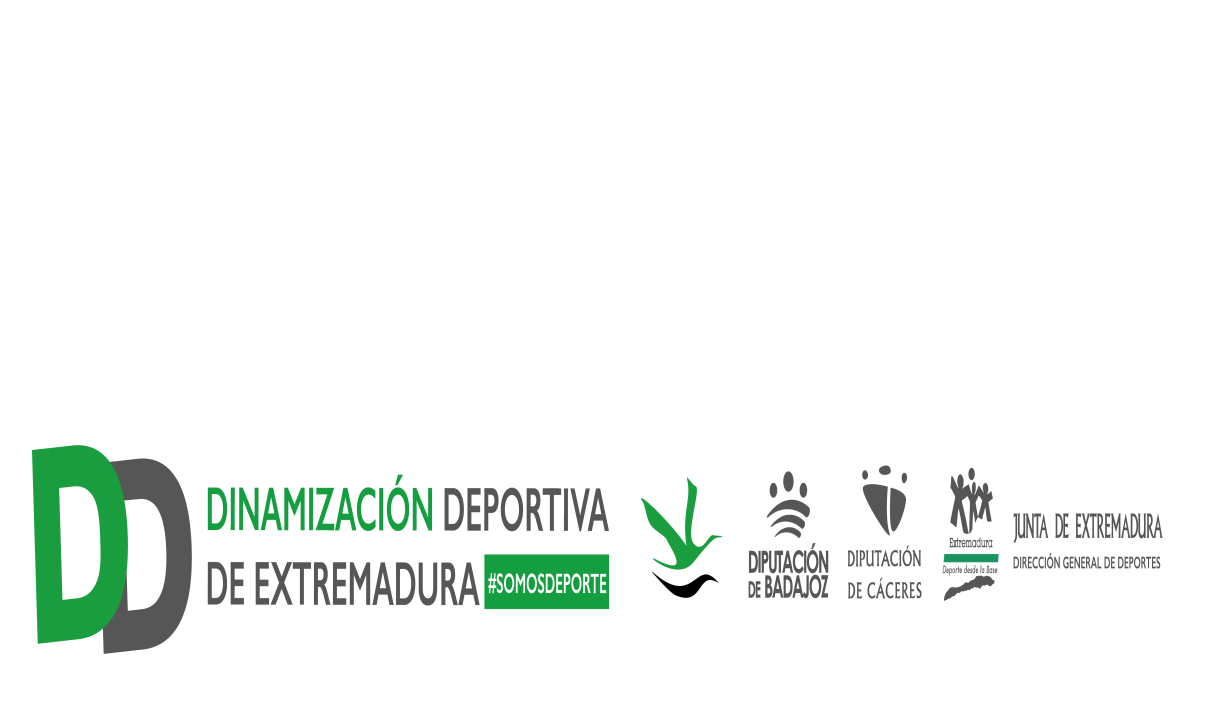 DD
DINAMIZACIÓN DEPORTIVA
DE EXTREMADURA #SOMOSDEPORTE
DIPUTACIÓN
DE BADAJOZ
DIPUTACIÓN
DE CÁCERES
Extremadura
Deporte desde la Base
JUNTA DE EXTREMADURA
DIRECCIÓN GENERAL DE DEPORTES